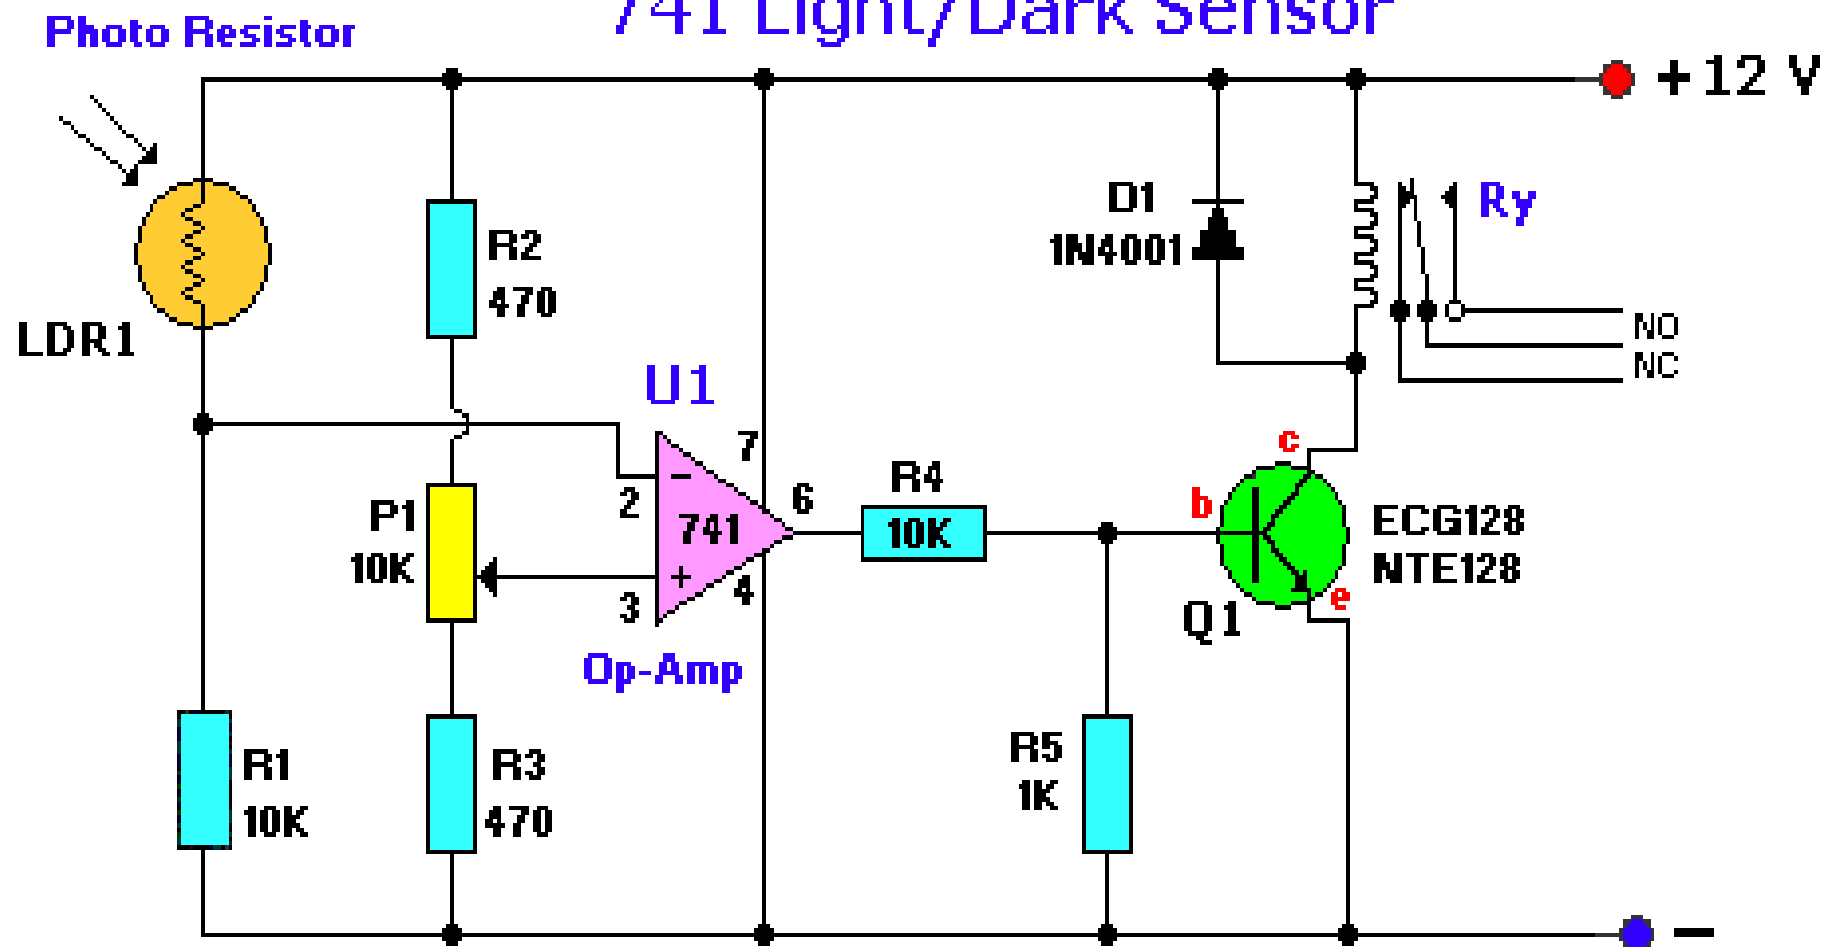 741 Light/Dark Sensor
Photo Resistor
+12 V
LDR1
R2
470
D1
1N4001
Ry
NO
NC
U1
7
2
741
6
3
4
−
+
Op-Amp
P1
10K
R4
10K
c
b
e
ECG128
NTE128
Q1
R1
10K
R3
470
R5
1K
−